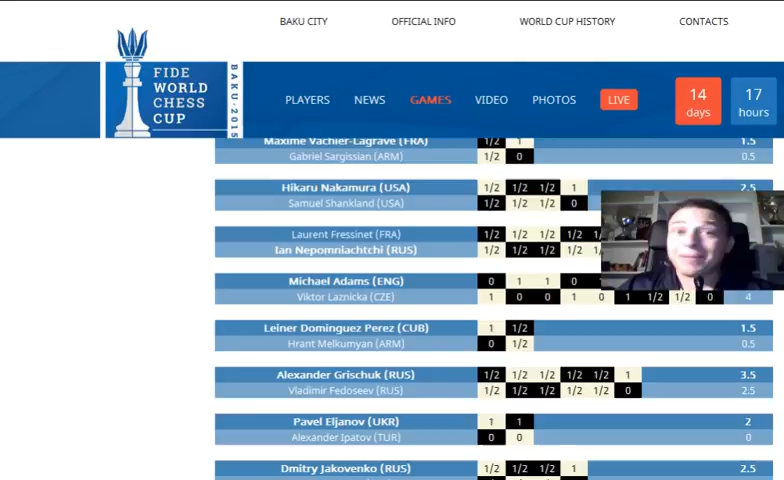 BAKU CITY OFFICIAL INFO WORLD CUP HISTORY CONTACTS
FIDE
WORLD
CHESS
CUP
BAKU·2015
PLAYERS NEWS GAMES VIDEO PHOTOS LIVE
14 days
17 hours
Maxime Vachier-Lagrave (FRA) 1/2 1 1.5
Gabriel Sargissian (ARM) 1/2 0 0.5
Hikaru Nakamura (USA) 1/2 1/2 1/2 1 2.5
Samuel Shankland (USA) 1/2 1/2 1/2 0
Laurent Fressinet (FRA) 1/2 1/2 1/2 1/2
Ian Nepomniachtchi (RUS) 1/2 1/2 1/2 1/2
Michael Adams (ENG) 0 1 1 0
Viktor Laznicka (CZE) 1 0 0 1 0 1 1/2 1/2 0 4
Leiner Dominguez Perez (CUB) 1 1/2 1.5
Hrant Melkumyan (ARM) 0 1/2 0.5
Alexander Grischuk (RUS) 1/2 1/2 1/2 1/2 1/2 1 3.5
Vladimir Fedoseev (RUS) 1/2 1/2 1/2 1/2 1/2 0 2.5
Pavel Eljanov (UKR) 1 1 2
Alexander Ipatov (TUR) 0 0 0
Dmitry Jakovenko (RUS) 1/2 1/2 1/2 1 2.5